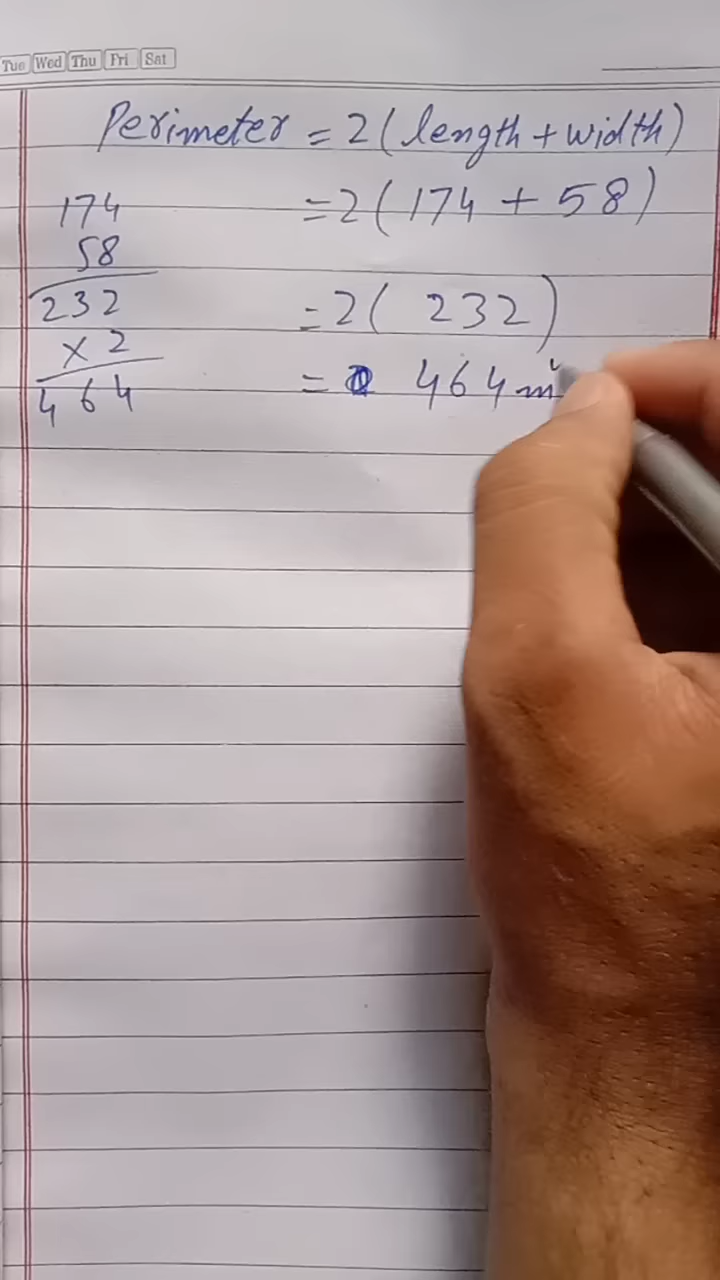 Tue Wed Thu Fri Sat
Perimeter = 2 ( length + width )
= 2 ( 174 + 58 )
= 2 ( 232 )
= 464 m
174
58
232
x 2
464